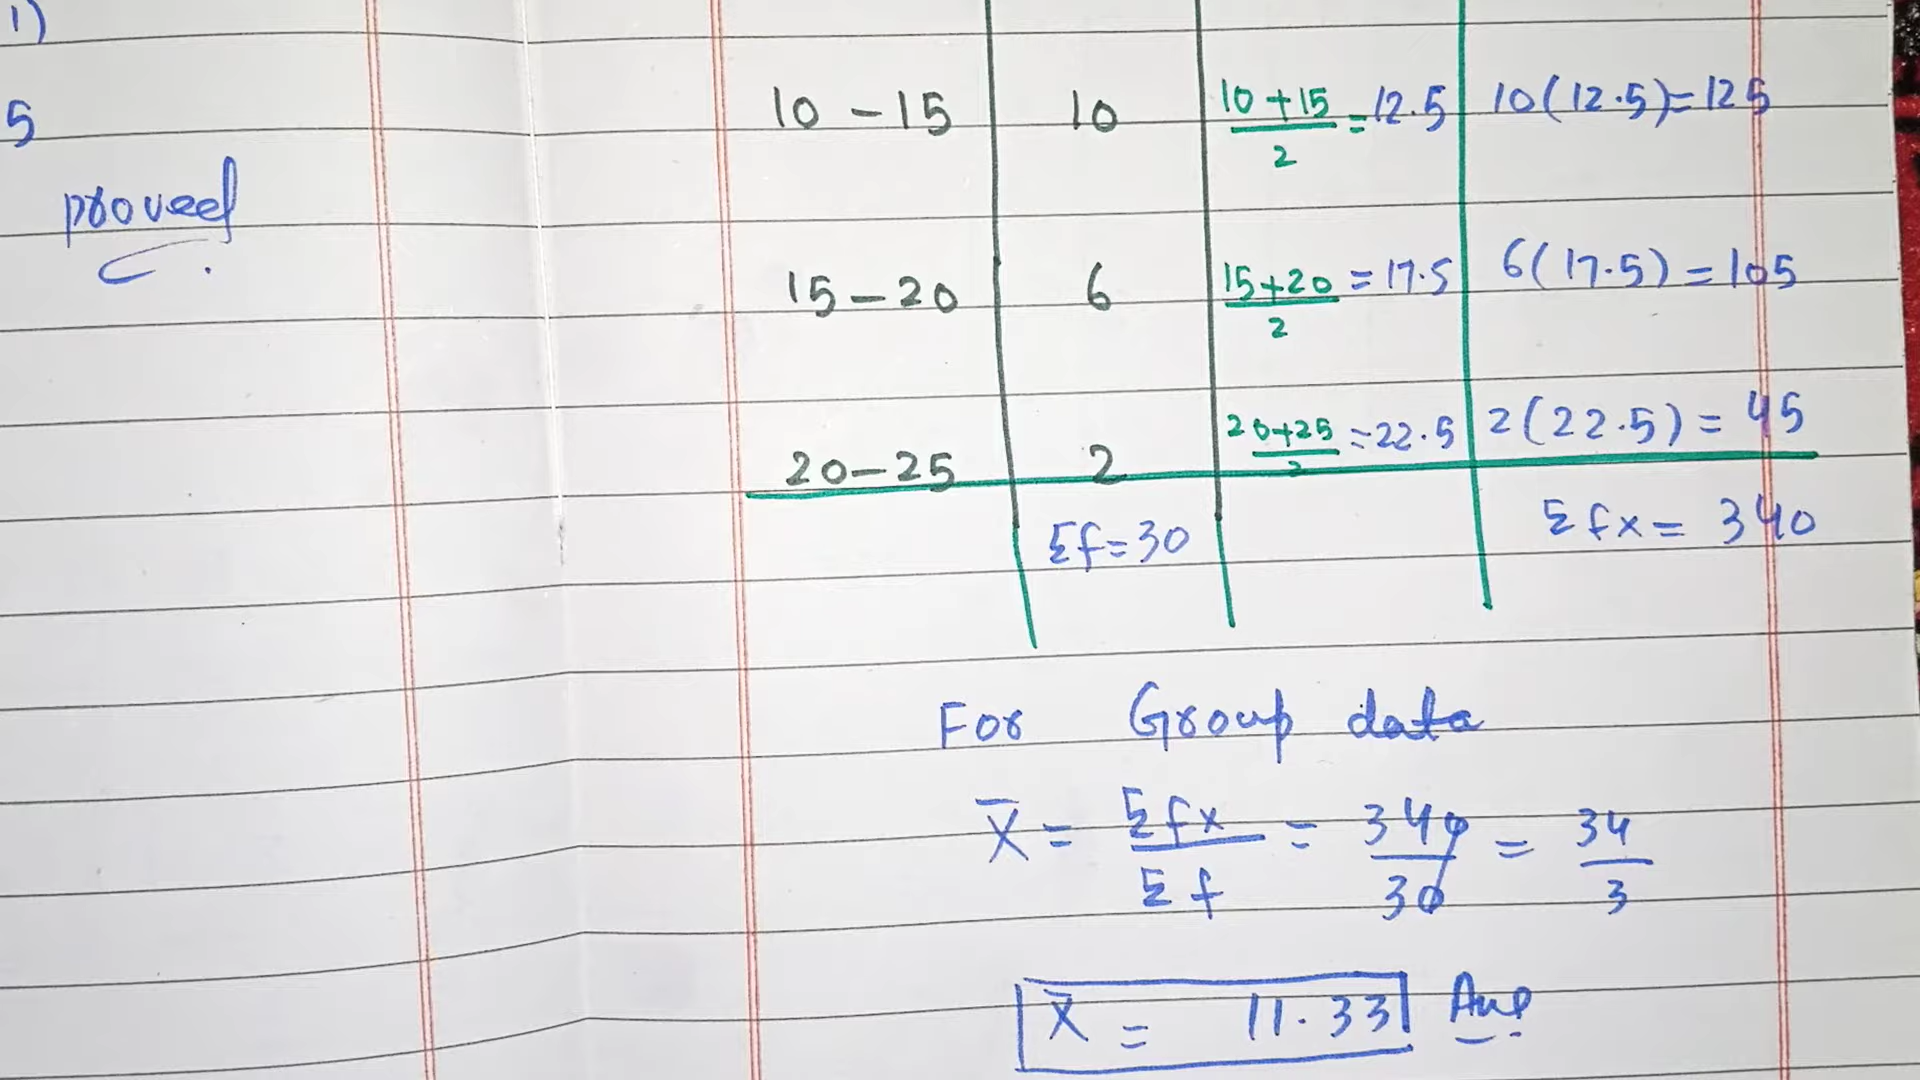 1)
5
proved
10 - 15 10 10 + 15 / 2 = 12.5 10(12.5) = 125
15 - 20 6 15 + 20 / 2 = 17.5 6(17.5) = 105
20 - 25 2 20 + 25 / 2 = 22.5 2(22.5) = 45
Σf = 30 Σfx = 340
For Group data
X̄ = Σfx / Σf = 340 / 30 = 34 / 3
X̄ = 11.33 Ans